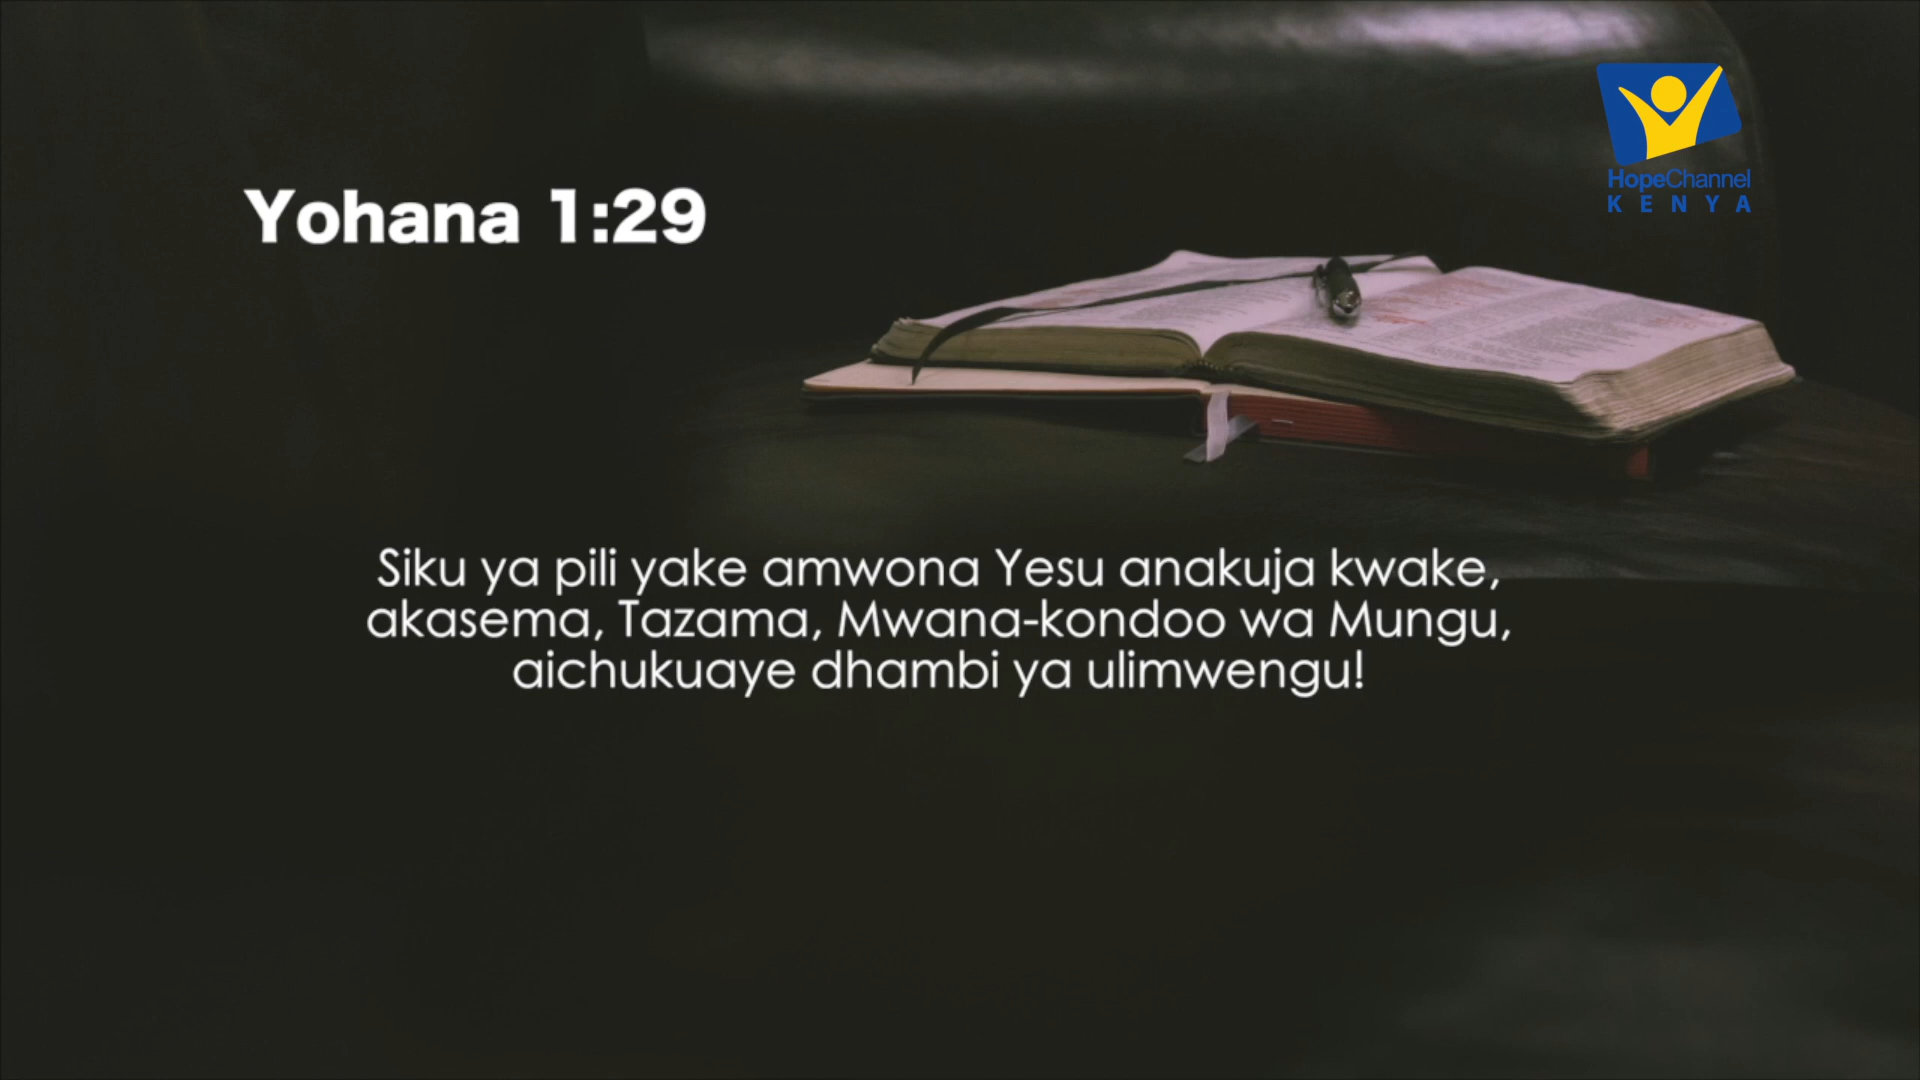 HopeChannel
KENYA
Yohana 1:29
Siku ya pili yake amwona Yesu anakuja kwake,
akasema, Tazama, Mwana-kondoo wa Mungu,
aichukuaye dhambi ya ulimwengu!